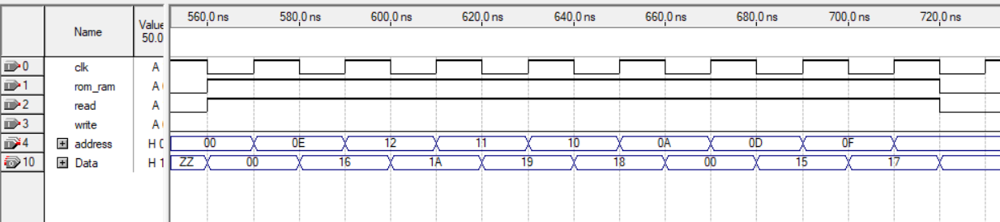 Name Value 50.0 560.0 ns 580.0 ns 600.0 ns 620.0 ns 640.0 ns 660.0 ns 680.0 ns 700.0 ns 720.0 ns
0 clk A
1 rom_ram A
2 read A
3 write A
4 address H 00 0E 12 11 10 0A 0D 0F
10 Data H 1 ZZ 00 16 1A 19 18 00 15 17